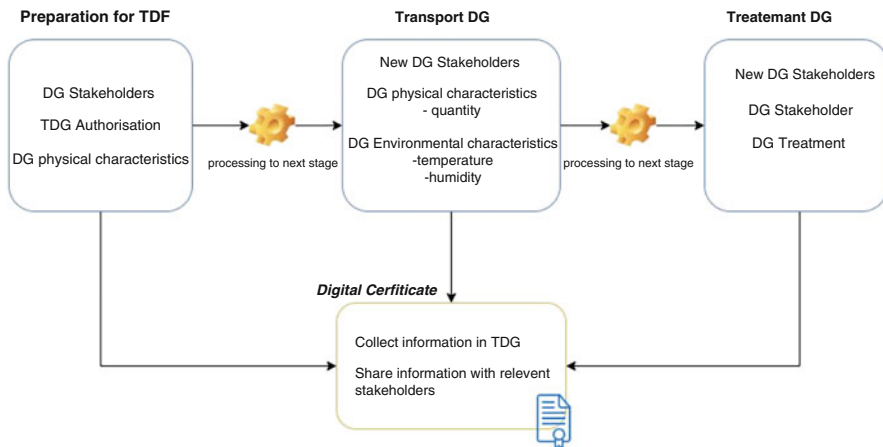 Preparation for TDF
Transport DG
Treatemant DG
DG Stakeholders
TDG Authorisation
DG physical characteristics
processing to next stage
New DG Stakeholders
DG physical characteristics
- quantity
DG Environmental characteristics
-temperature
-humidity
processing to next stage
New DG Stakeholders
DG Stakeholder
DG Treatment
Digital Cerfiticate
Collect information in TDG
Share information with relevent
stakeholders